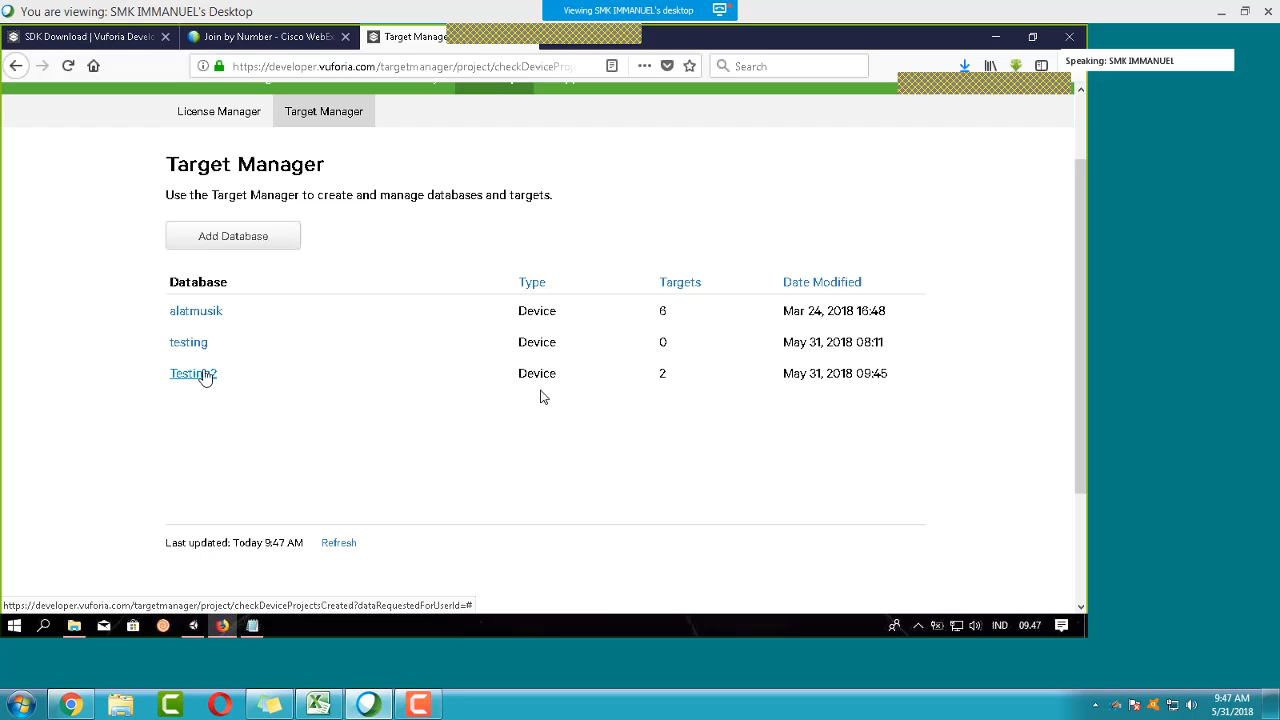 You are viewing: SMK IMMANUEL's Desktop
Viewing SMK IMMANUEL's desktop
SDK Download | Vuforia Develo
Join by Number - Cisco WebEx
Target Manag
https://developer.vuforia.com/targetmanager/project/checkDeviceProj
Search
Speaking: SMK IMMANUEL
License Manager
Target Manager
Target Manager
Use the Target Manager to create and manage databases and targets.
Add Database
Database Type Targets Date Modified
alatmusik Device 6 Mar 24, 2018 16:48
testing Device 0 May 31, 2018 08:11
Testing2 Device 2 May 31, 2018 09:45
Last updated: Today 9:47 AM Refresh
https://developer.vuforia.com/targetmanager/project/checkDeviceProjectsCreated?dataRequestedForUserId=#
IND 09.47
9:47 AM
5/31/2018